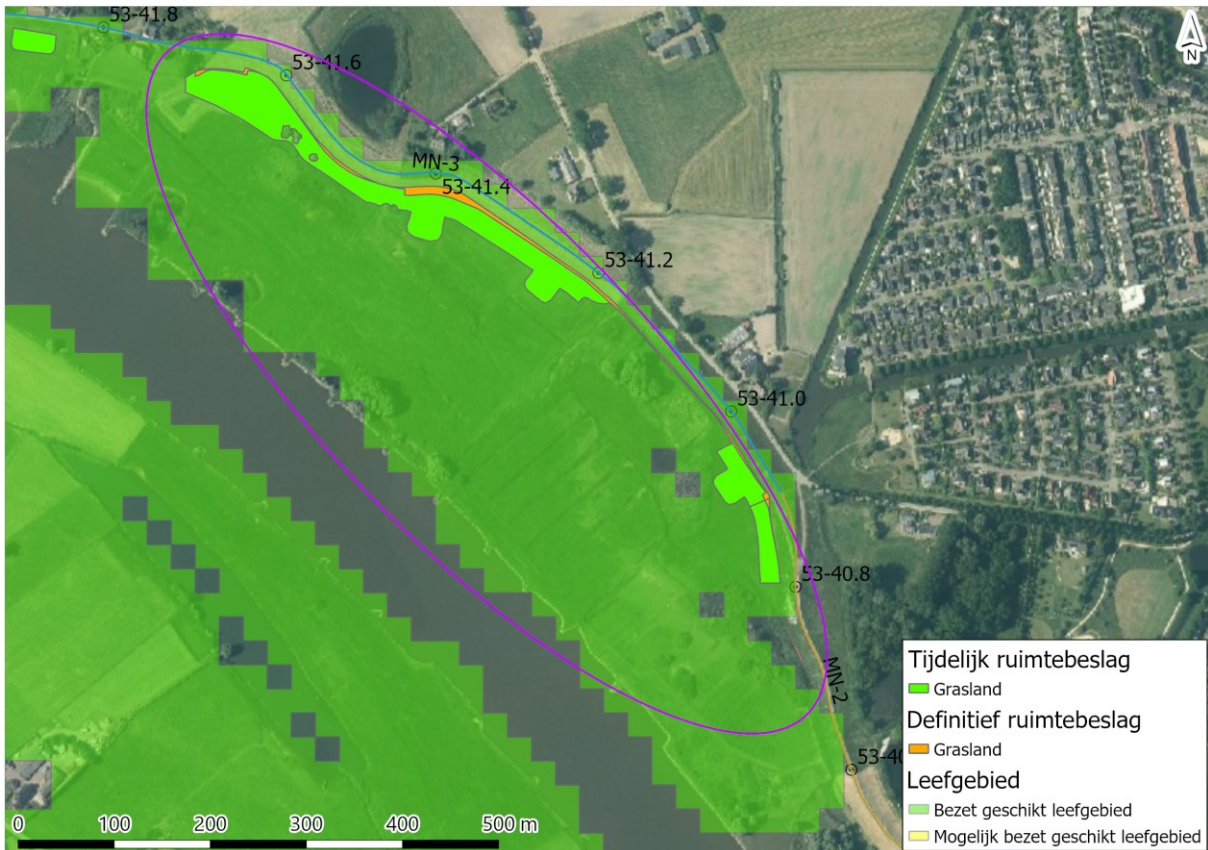 53-41.8
N
53-41.6
MN-3
53-41.4
53-41.2
53-41.0
53-40.8
MN-2
Tijdelijk ruimtebeslag
Grasland
Definitief ruimtebeslag
Grasland
Leefgebied
Bezet geschikt leefgebied
Mogelijk bezet geschikt leefgebied
0 100 200 300 400 500 m